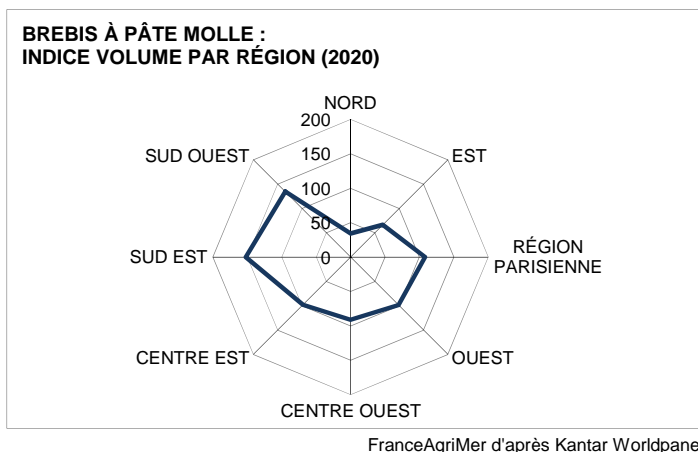 BREBIS À PÂTE MOLLE :
INDICE VOLUME PAR RÉGION (2020)
NORD
200
150
100
50
0
EST
RÉGION
PARISIENNE
OUEST
CENTRE OUEST
CENTRE EST
SUD EST
SUD OUEST
FranceAgriMer d'après Kantar Worldpane